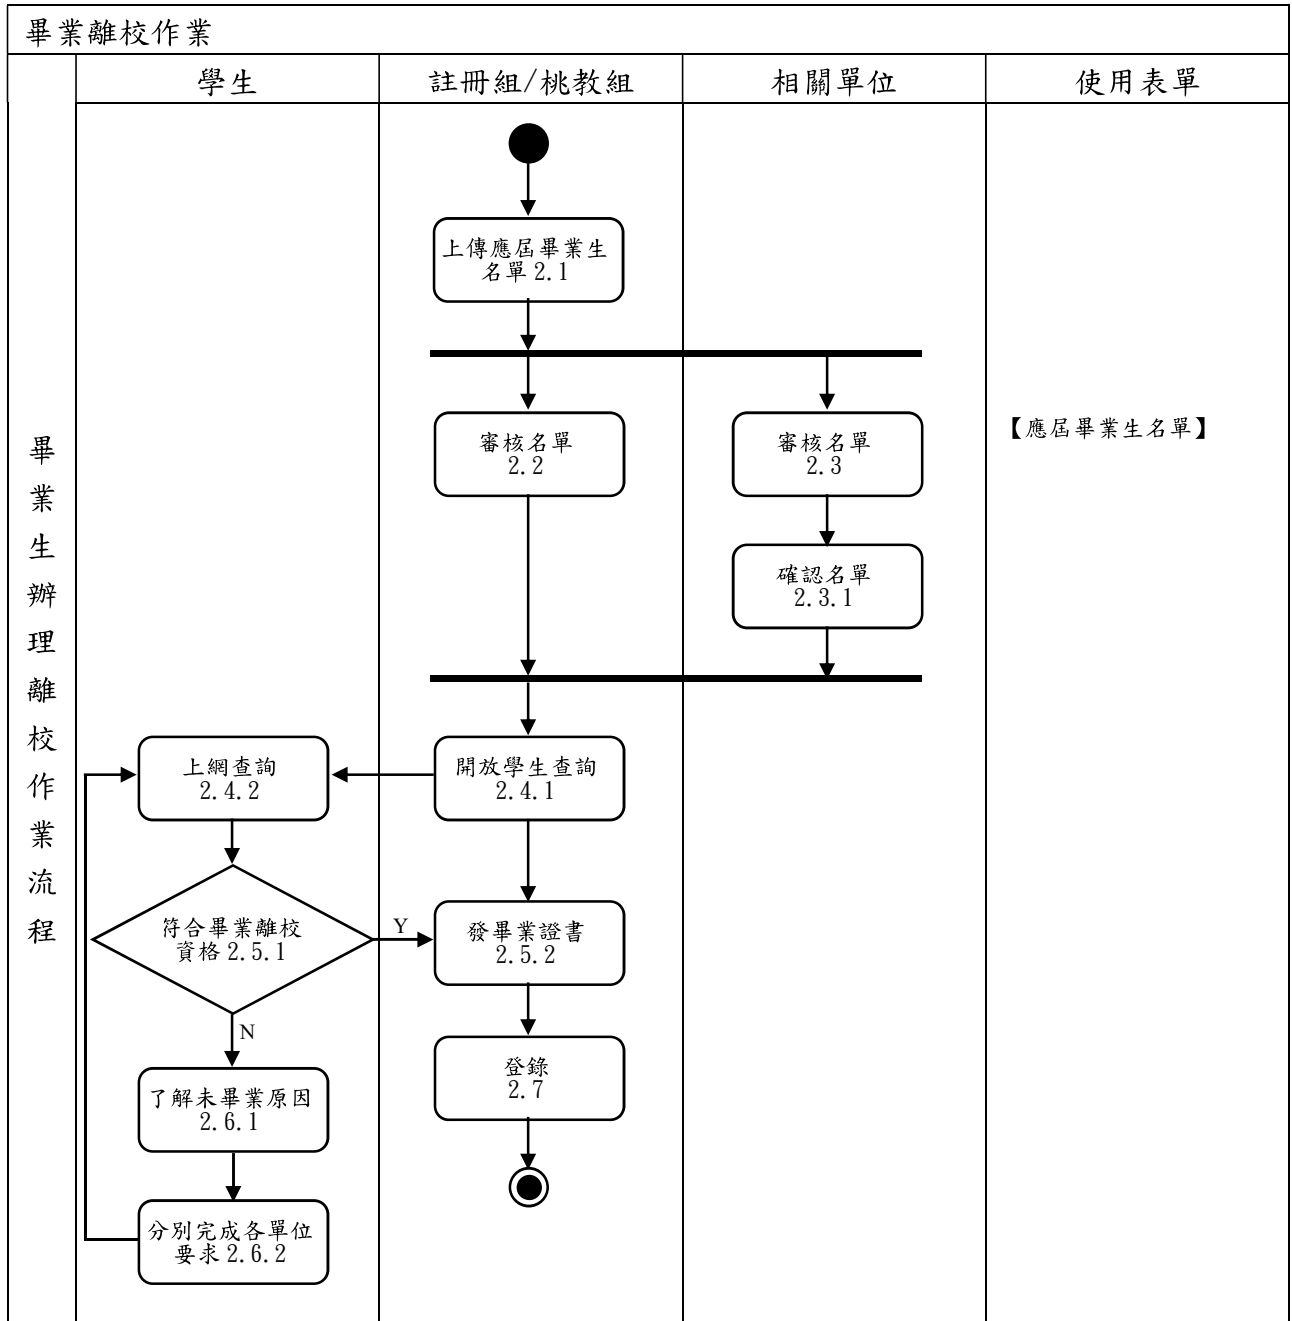 畢業離校作業
學生
註冊組/桃教組
相關單位
使用表單
畢業生辦理離校作業流程
上傳應屆畢業生
名單 2.1
審核名單
2.2
審核名單
2.3
【應屆畢業生名單】
確認名單
2.3.1
上網查詢
2.4.2
開放學生查詢
2.4.1
符合畢業離校
資格 2.5.1
Y
發畢業證書
2.5.2
N
了解未畢業原因
2.6.1
登錄
2.7
分別完成各單位
要求 2.6.2